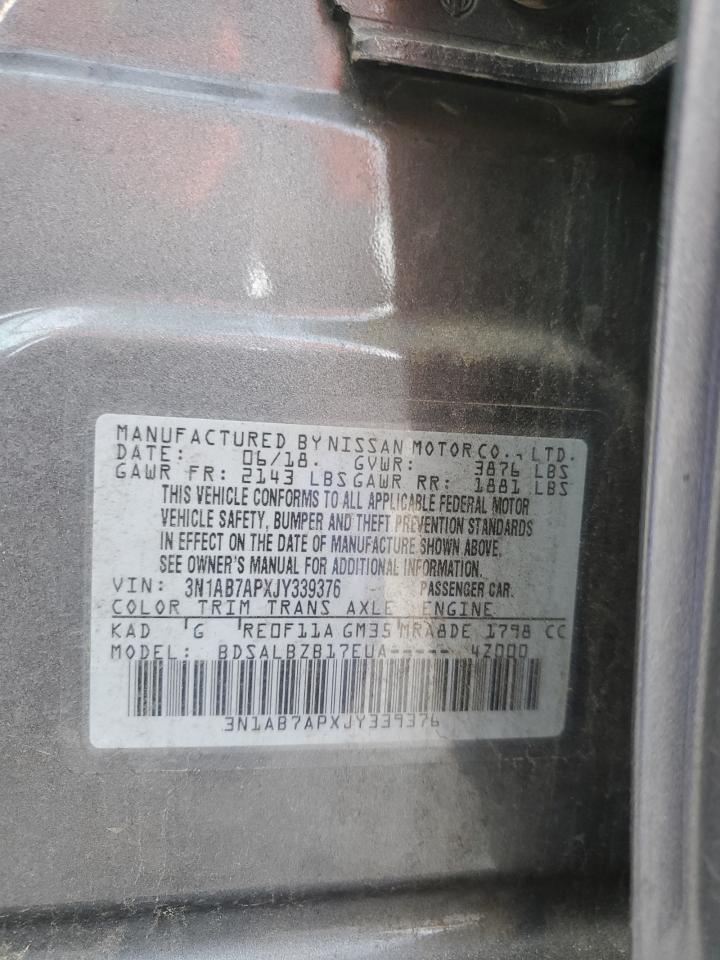 MANUFACTURED BY NISSAN MOTOR CO., LTD.
DATE: 06/18. GVWR: 3876 LBS
GAWR FR: 2143 LBS GAWR RR: 1881 LBS
THIS VEHICLE CONFORMS TO ALL APPLICABLE FEDERAL MOTOR
VEHICLE SAFETY, BUMPER AND THEFT PREVENTION STANDARDS
IN EFFECT ON THE DATE OF MANUFACTURE SHOWN ABOVE.
SEE OWNER'S MANUAL FOR ADDITIONAL INFORMATION.
VIN: 3N1AB7APXJY339376 PASSENGER CAR.
COLOR TRIM TRANS AXLE ENGINE
KAD G RE0F11A GM35 MRA8DE 1798 CC
MODEL: BDSALBZB17EUA----- 4Z000
3N1AB7APXJY339376